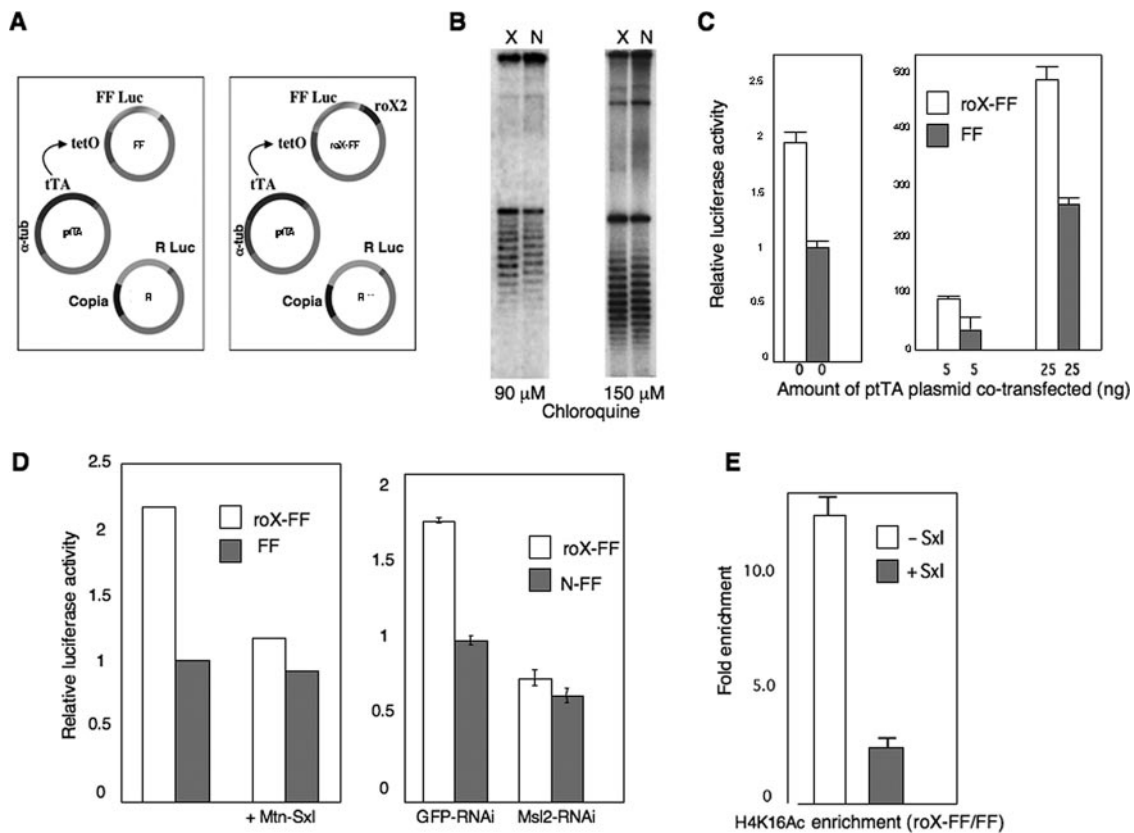 A
FF Luc
tetO
FF
tTA
α-tub
ptTA
R Luc
Copia
R
FF Luc
roX2
tetO
roX-FF
tTA
α-tub
ptTA
R Luc
Copia
R
B
X N
X N
90 µM
150 µM
Chloroquine
C
Relative luciferase activity
2.5
2
1.5
1
0.5
0
0 0
500
400
300
200
100
0
roX-FF
FF
5 5
25 25
Amount of ptTA plasmid co-transfected (ng)
D
Relative luciferase activity
2.5
2
1.5
1
0.5
0
roX-FF
FF
+ Mtn-Sxl
2
1.5
1
0.5
0
roX-FF
N-FF
GFP-RNAi
Msl2-RNAi
E
Fold enrichment
10.0
5.0
0
– Sxl
+ Sxl
H4K16Ac enrichment (roX-FF/FF)